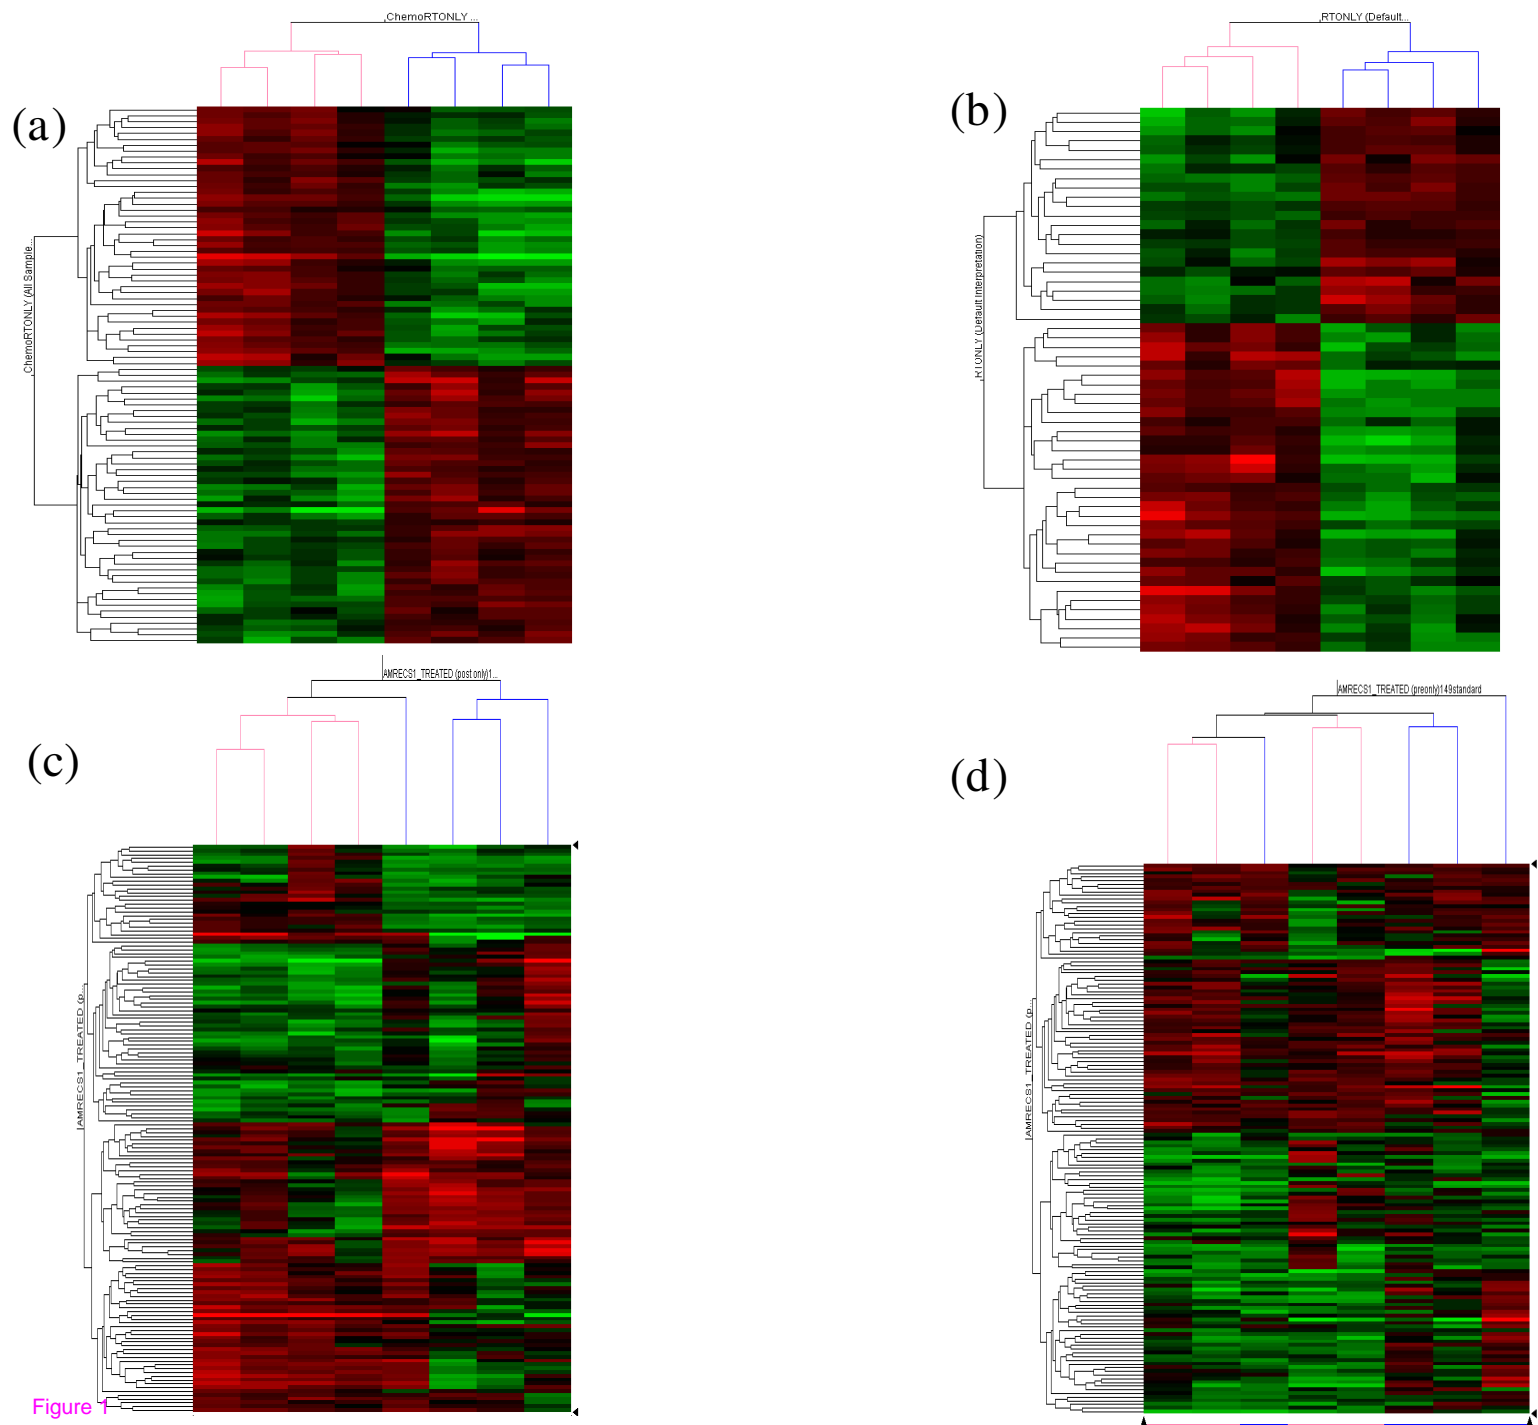 ,ChemoRTONLY ...
,RTONLY (Default...
(a)
(b)
,ChemoRTONLY (All Sample...
,RTONLY (Default Interpretation)
AMRECS1_TREATED (post only)1...
AMRECS1_TREATED (preonly)149standard
(c)
(d)
AMRECS1_TREATED (p...
AMRECS1_TREATED (p...
Figure 1